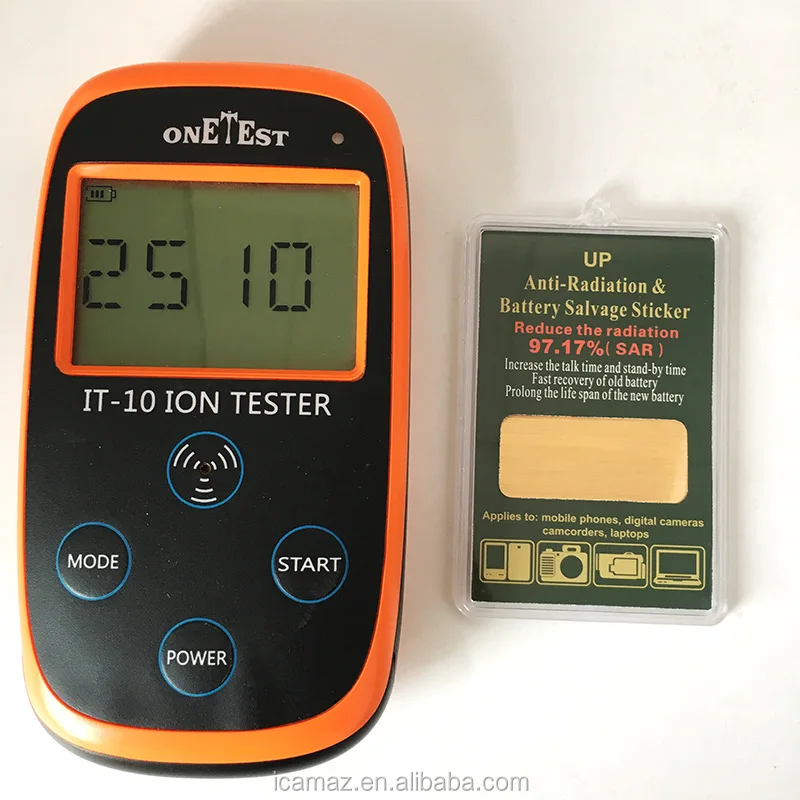 ONETEST
2510
IT-10 ION TESTER
MODE
START
POWER
UP
Anti-Radiation &
Battery Salvage Sticker
Reduce the radiation
97.17%( SAR )
Increase the talk time and stand-by time
Fast recovery of old battery
Prolong the life span of the new battery
Applies to: mobile phones, digital cameras
camcorders, laptops
icamaz.en.alibaba.com